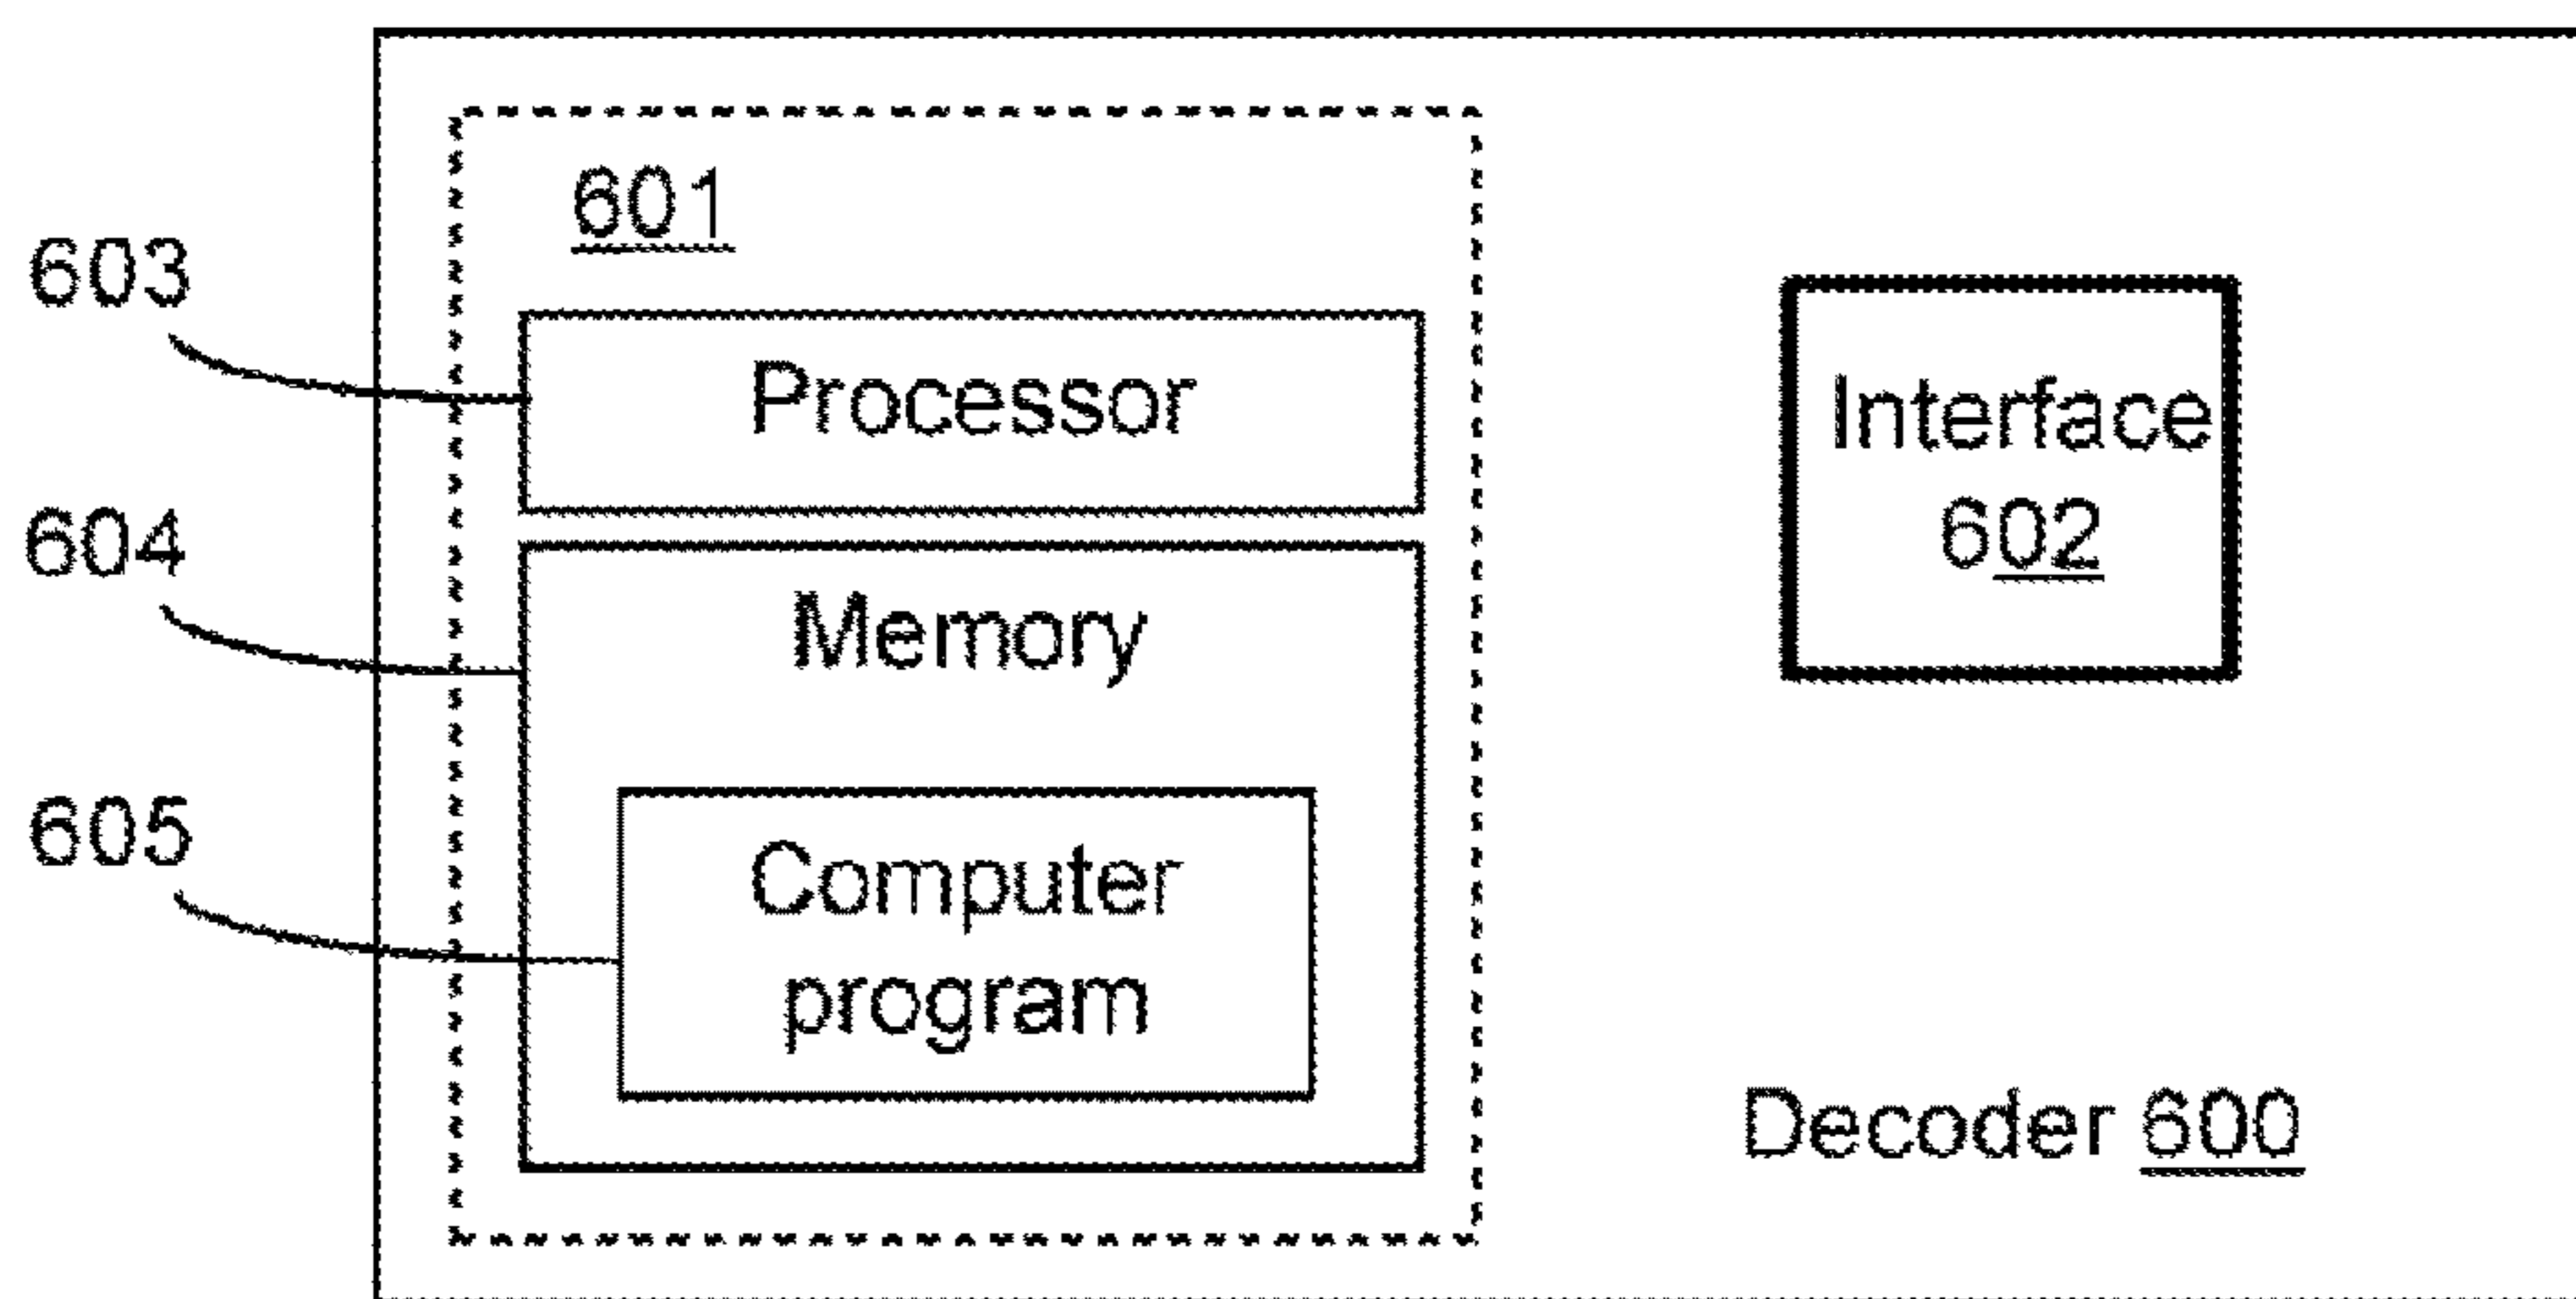 601
603
Processor
Interface
602
604
Memory
605
Computer
program
Decoder 600